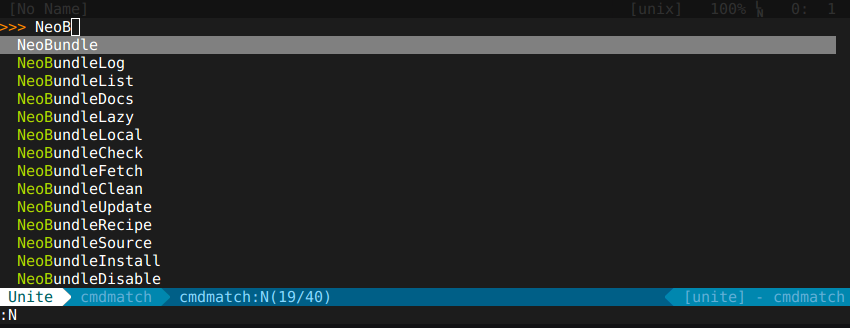 [No Name] [unix] 100% LN 0: 1
>>> NeoB
NeoBundle
NeoBundleLog
NeoBundleList
NeoBundleDocs
NeoBundleLazy
NeoBundleLocal
NeoBundleCheck
NeoBundleFetch
NeoBundleClean
NeoBundleUpdate
NeoBundleRecipe
NeoBundleSource
NeoBundleInstall
NeoBundleDisable
Unite cmdmatch cmdmatch:N(19/40) [unite] - cmdmatch
:N